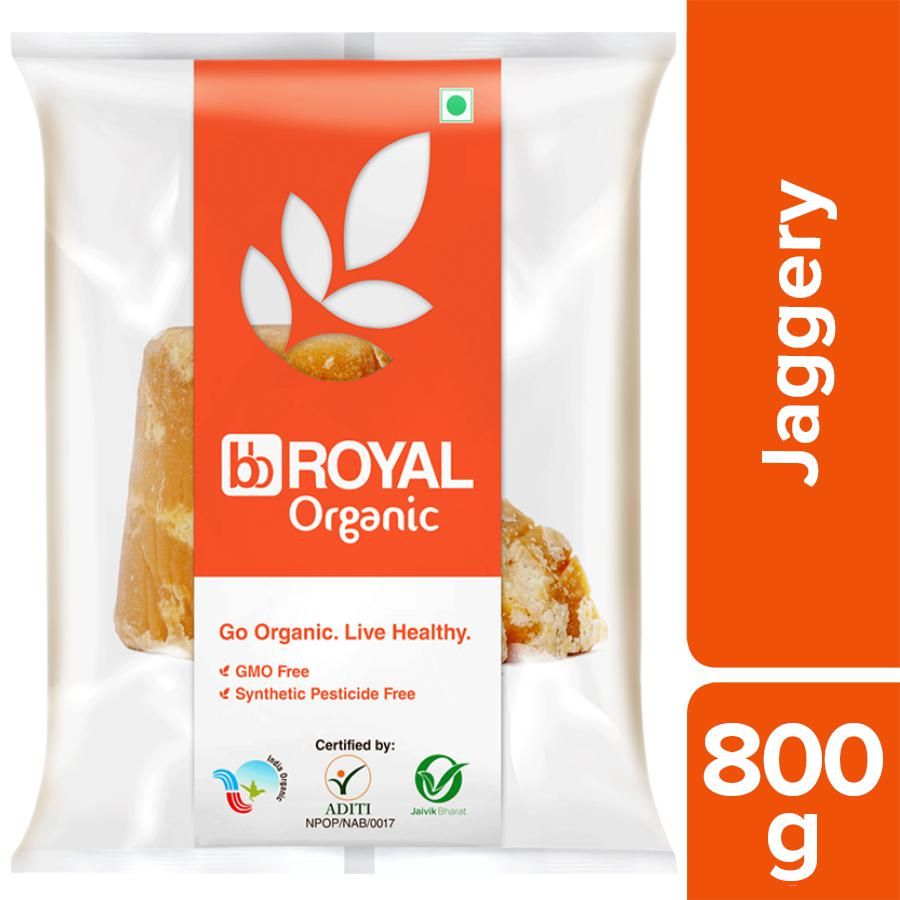 bb ROYAL
Organic
Go Organic. Live Healthy.
GMO Free
Synthetic Pesticide Free
Certified by:
India Organic
ADITI
NPOP/NAB/0017
Jaivik Bharat
Jaggery
800
g